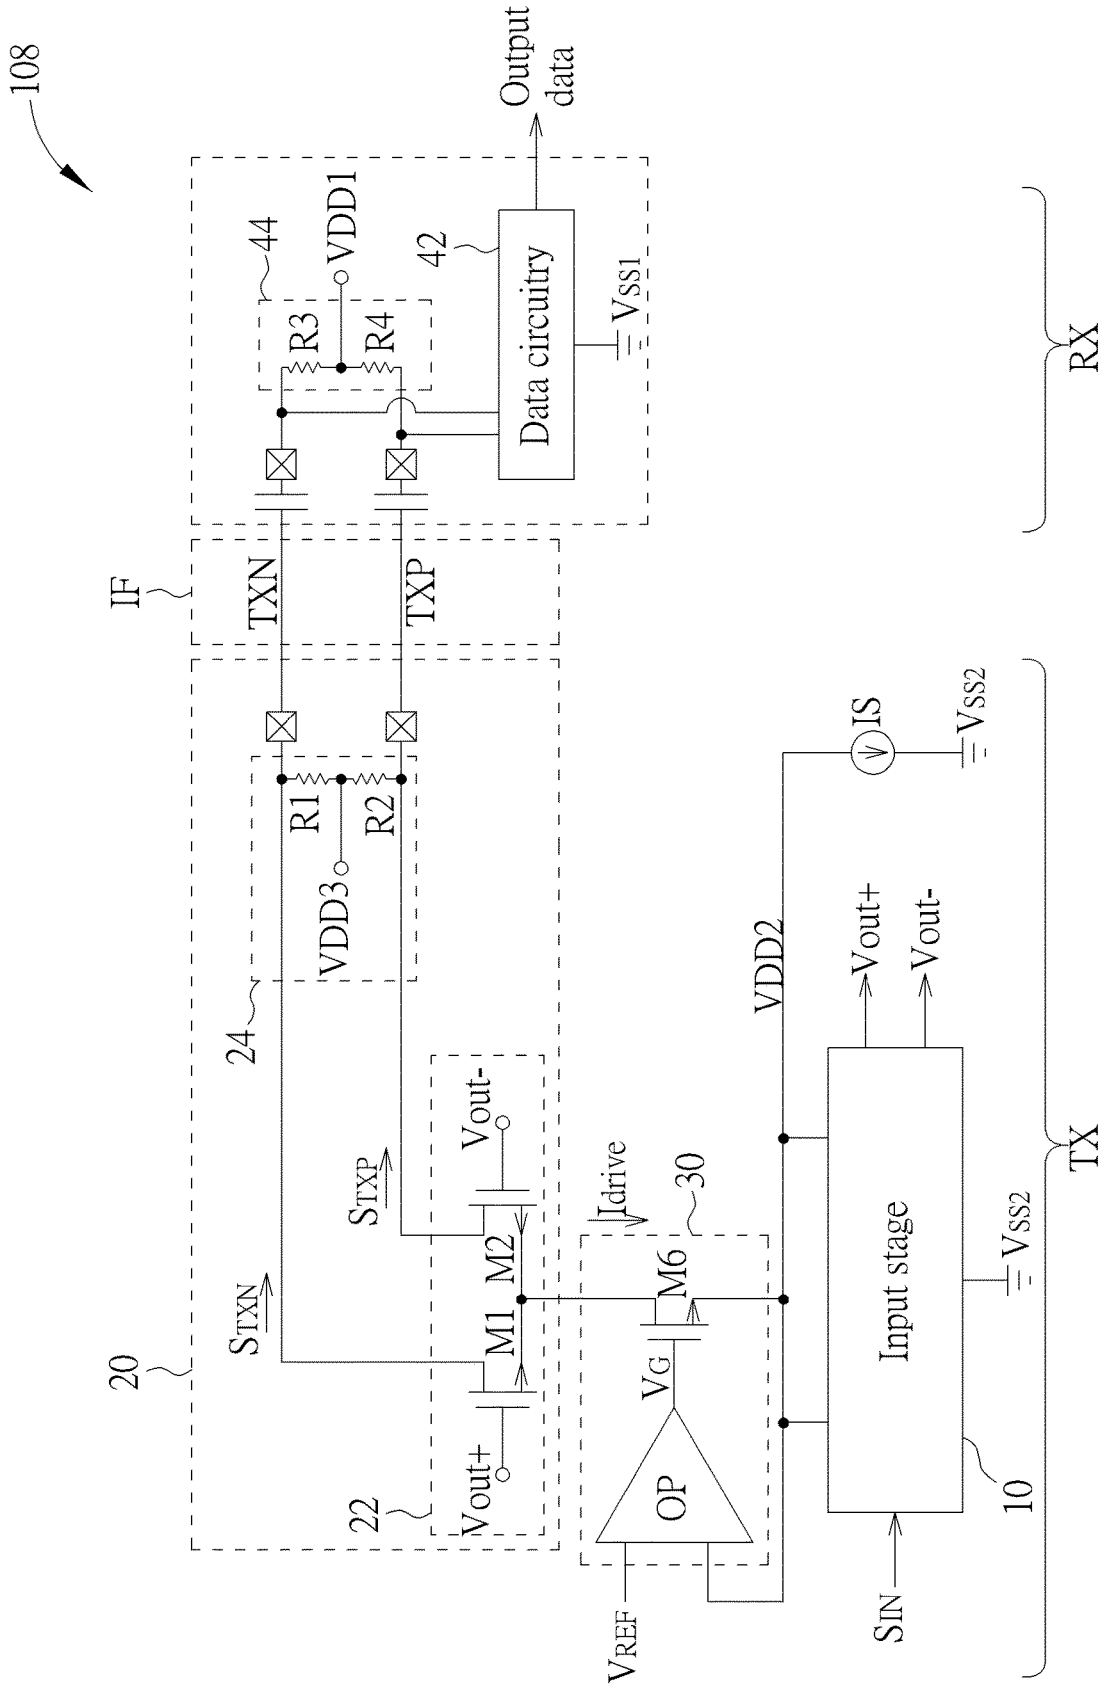 108
20
STXN
STXP
22
Vout+
M1
M2
Vout-
24
VDD3
R1
R2
IF
TXN
TXP
44
R3
R4
VDD1
42
Data circuitry
VSS1
Output
data
VREF
OP
VG
M6
Idrive
30
VDD2
IS
VSS2
SIN
Input stage
10
Vout+
Vout-
VSS2
TX
RX